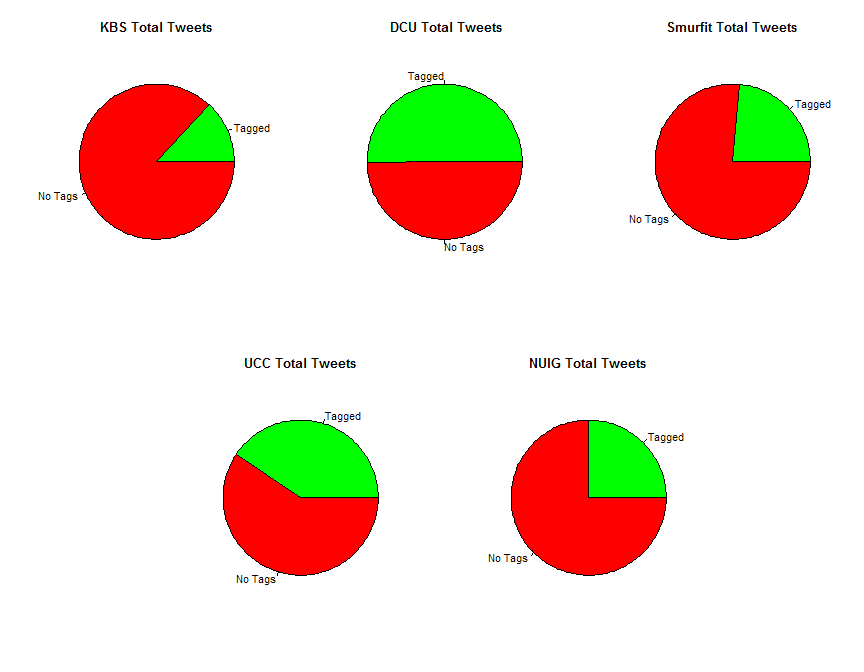 KBS Total Tweets
Tagged
No Tags
DCU Total Tweets
Tagged
No Tags
Smurfit Total Tweets
Tagged
No Tags
UCC Total Tweets
Tagged
No Tags
NUIG Total Tweets
Tagged
No Tags